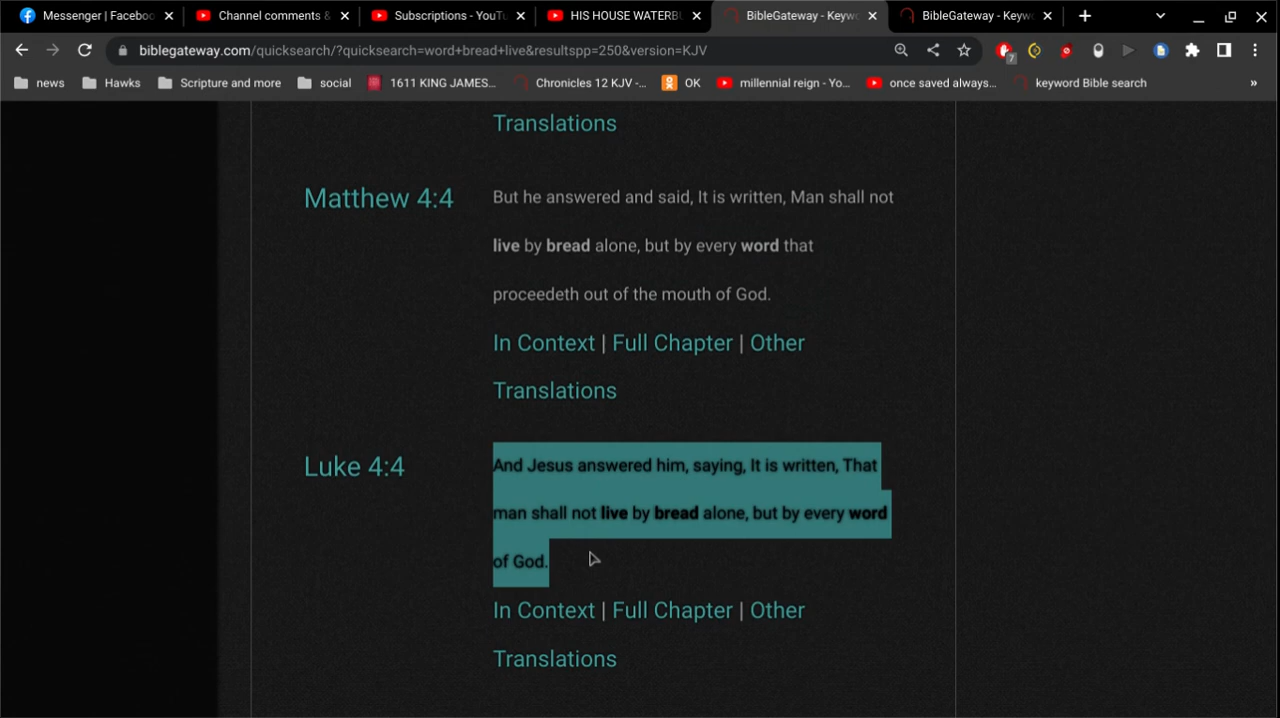 Messenger | Faceboo
Channel comments &
Subscriptions - YouTu
HIS HOUSE WATERBU
BibleGateway - Keywo
BibleGateway - Keywo
biblegateway.com/quicksearch/?quicksearch=word+bread+live&resultspp=250&version=KJV
7
news
Hawks
Scripture and more
social
1611 KING JAMES...
Chronicles 12 KJV -...
OK
millennial reign - Yo...
once saved always...
keyword Bible search
»
Translations
Matthew 4:4
But he answered and said, It is written, Man shall not
live by bread alone, but by every word that
proceedeth out of the mouth of God.
In Context | Full Chapter | Other
Translations
Luke 4:4
And Jesus answered him, saying, It is written, That
man shall not live by bread alone, but by every word
of God.
In Context | Full Chapter | Other
Translations